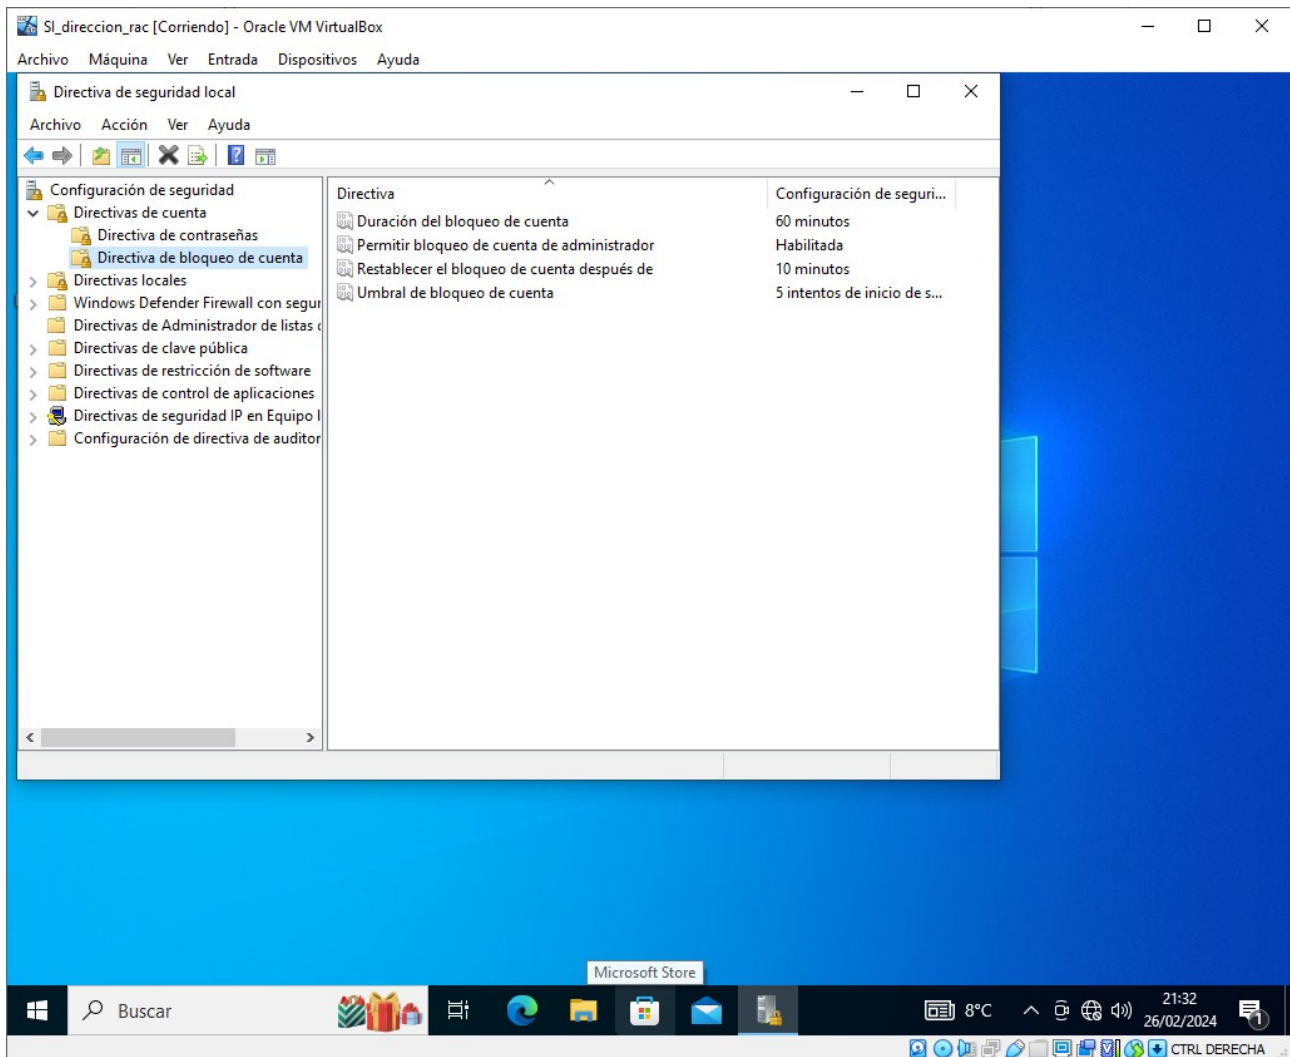 SI_direccion_rac [Corriendo] - Oracle VM VirtualBox
Archivo Máquina Ver Entrada Dispositivos Ayuda
Directiva de seguridad local
Archivo Acción Ver Ayuda
Configuración de seguridad
Directivas de cuenta
Directiva de contraseñas
Directiva de bloqueo de cuenta
Directivas locales
Windows Defender Firewall con segur
Directivas de Administrador de listas
Directivas de clave pública
Directivas de restricción de software
Directivas de control de aplicaciones
Directivas de seguridad IP en Equipo l
Configuración de directiva de auditor
Directiva Configuración de seguri...
Duración del bloqueo de cuenta 60 minutos
Permitir bloqueo de cuenta de administrador Habilitada
Restablecer el bloqueo de cuenta después de 10 minutos
Umbral de bloqueo de cuenta 5 intentos de inicio de s...
Microsoft Store
Buscar
8°C
21:32
26/02/2024
1
CTRL DERECHA